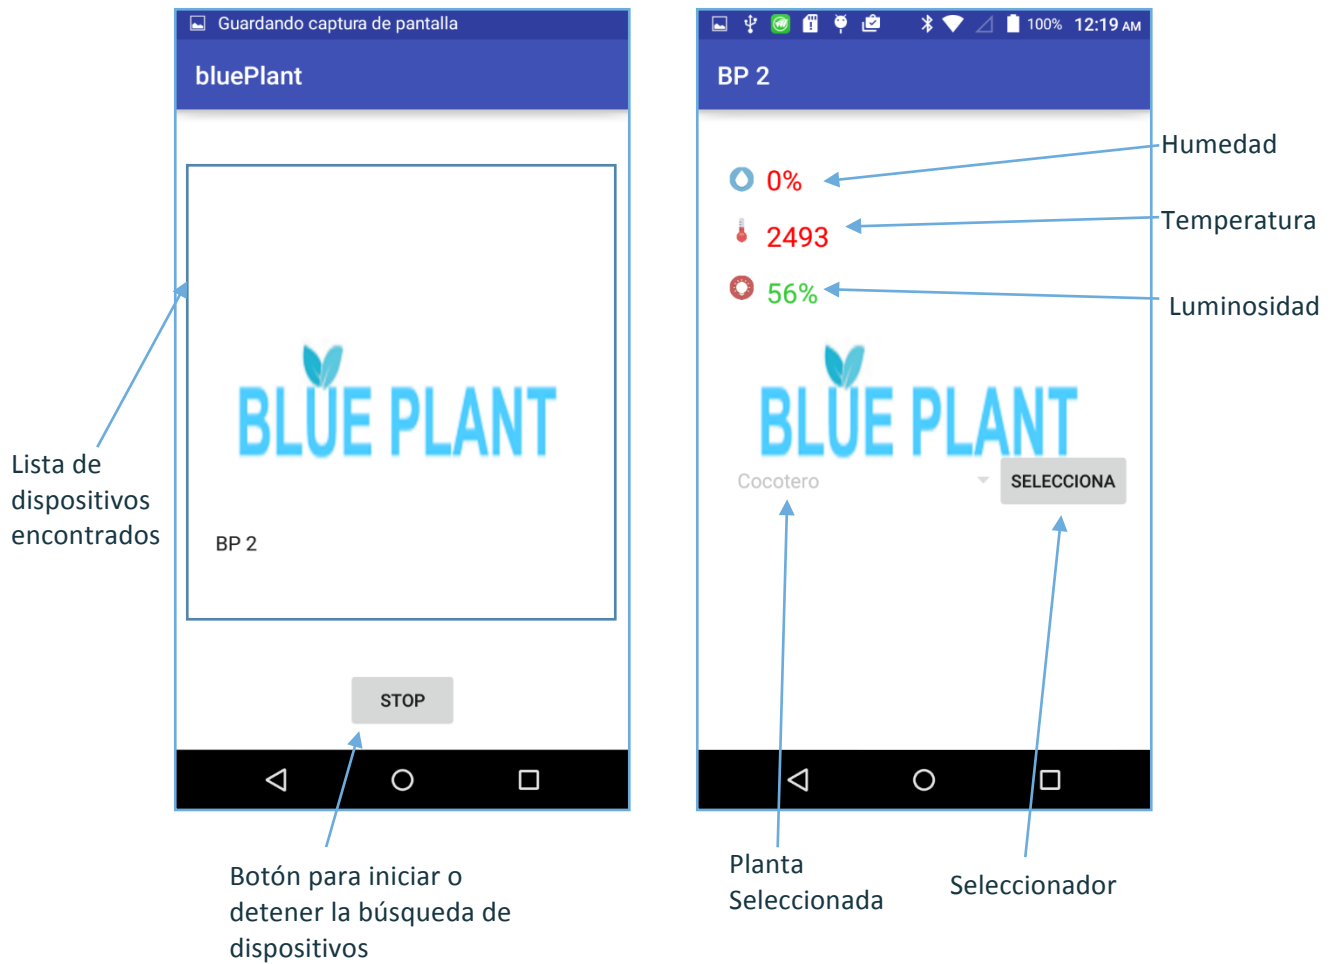 Guardando captura de pantalla
bluePlant
BLUE PLANT
BP 2
STOP
Lista de
dispositivos
encontrados
Botón para iniciar o
detener la búsqueda de
dispositivos
100% 12:19 AM
BP 2
0%
2493
56%
BLUE PLANT
Cocotero
SELECCIONA
Humedad
Temperatura
Luminosidad
Planta
Seleccionada
Seleccionador